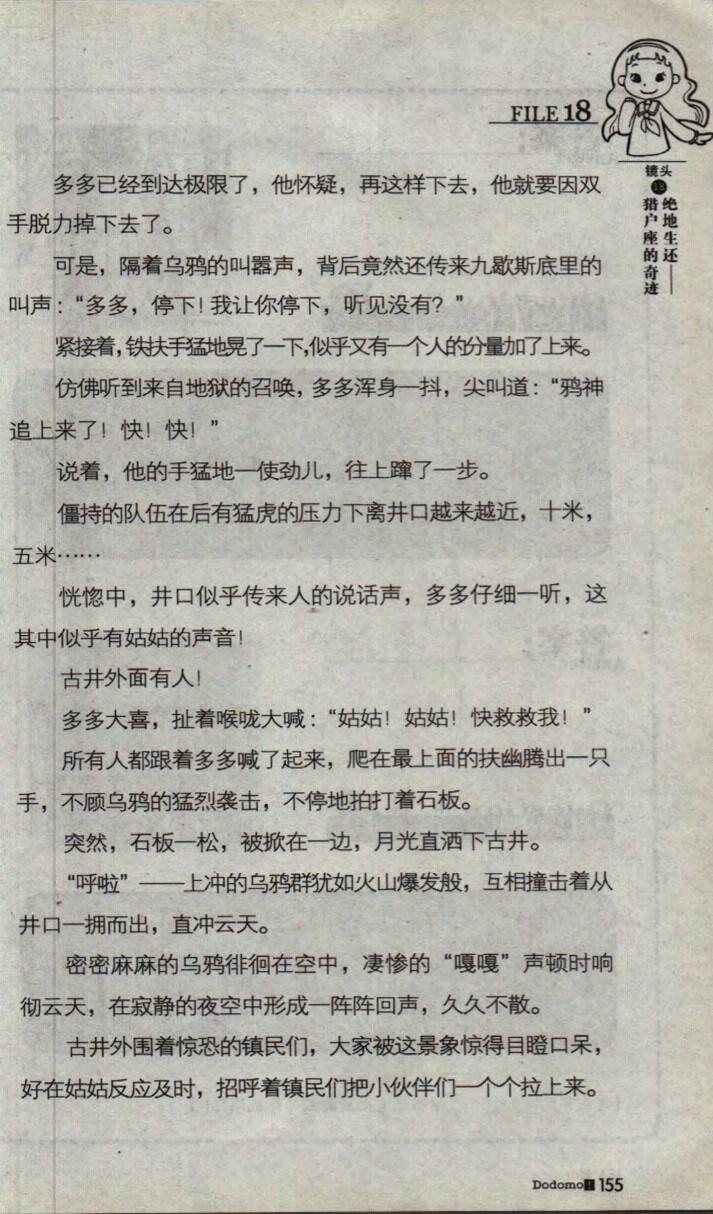 FILE 18
镜头
绝地生还——
猎户座的奇迹
多多已经到达极限了，他怀疑，再这样下去，他就要因双
手脱力掉下去了。
可是，隔着乌鸦的叫嚣声，背后竟然还传来九歇斯底里的
叫声：“多多，停下！我让你停下，听见没有？”
紧接着，铁扶手猛地晃了一下，似乎又有一个人的分量加了上来。
仿佛听到来自地狱的召唤，多多浑身一抖，尖叫道：“鸦神
追上来了！快！快！”
说着，他的手猛地一使劲儿，往上蹿了一步。
僵持的队伍在后有猛虎的压力下离井口越来越近，十米，
五米……
恍惚中，井口似乎传来人的说话声，多多仔细一听，这
其中似乎有姑姑的声音！
古井外面有人！
多多大喜，扯着喉咙大喊：“姑姑！姑姑！快救救我！”
所有人都跟着多多喊了起来，爬在最上面的扶幽腾出一只
手，不顾乌鸦的猛烈袭击，不停地拍打着石板。
突然，石板一松，被掀在一边，月光直洒下古井。
“呼啦”——上冲的乌鸦群犹如火山爆发般，互相撞击着从
井口一拥而出，直冲云天。
密密麻麻的乌鸦徘徊在空中，凄惨的“嘎嘎”声顿时响
彻云天，在寂静的夜空中形成一阵阵回声，久久不散。
古井外围着惊恐的镇民们，大家被这景象惊得目瞪口呆，
好在姑姑反应及时，招呼着镇民们把小伙伴们一个个拉上来。
Dodomo! 155